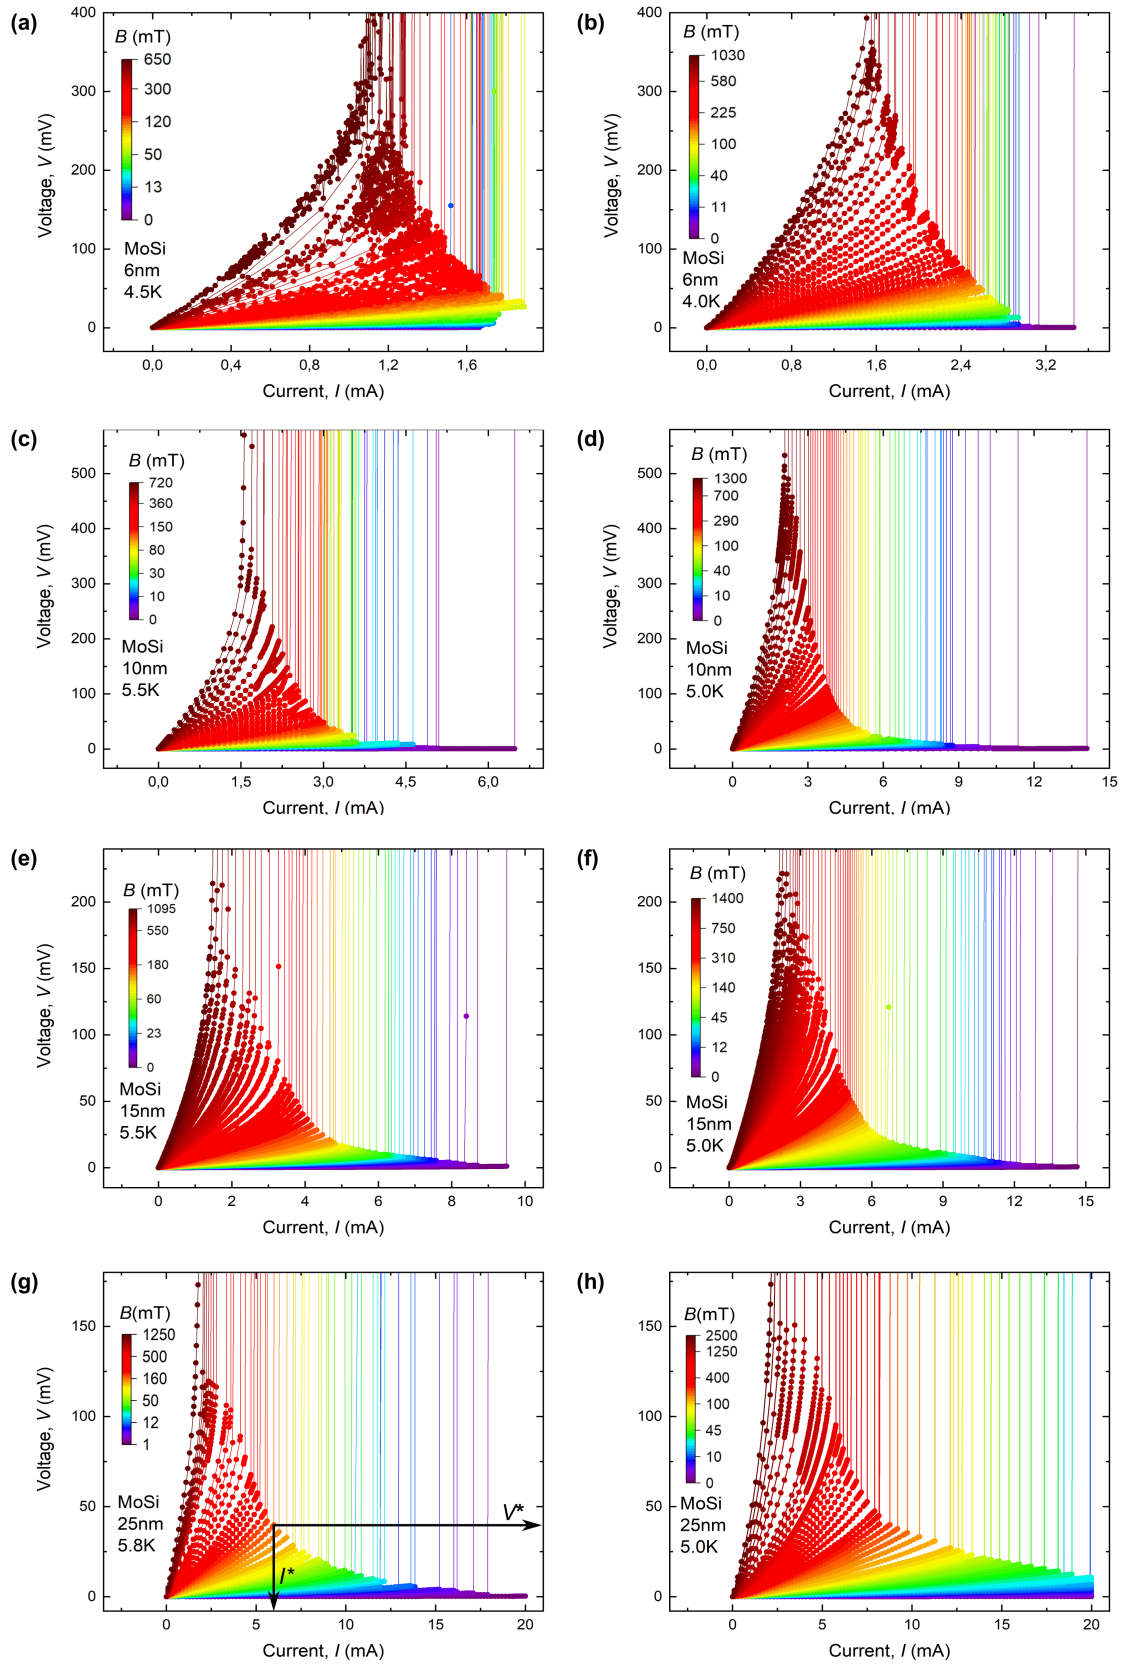 (a)
B (mT)
650
300
120
50
13
0
MoSi
6nm
4.5K
400
300
200
100
0
Voltage, V (mV)
0,0 0,4 0,8 1,2 1,6
Current, I (mA)
(b)
B (mT)
1030
580
225
100
40
11
0
MoSi
6nm
4.0K
400
300
200
100
0
Voltage, V (mV)
0,0 0,8 1,6 2,4 3,2
Current, I (mA)
(c)
B (mT)
720
360
150
80
30
10
0
MoSi
10nm
5.5K
500
400
300
200
100
0
Voltage, V (mV)
0,0 1,5 3,0 4,5 6,0
Current, I (mA)
(d)
B (mT)
1300
700
290
100
40
10
0
MoSi
10nm
5.0K
500
400
300
200
100
0
Voltage, V (mV)
0 3 6 9 12 15
Current, I (mA)
(e)
B (mT)
1095
550
180
60
23
0
MoSi
15nm
5.5K
200
150
100
50
0
Voltage, V (mV)
0 2 4 6 8 10
Current, I (mA)
(f)
B (mT)
1400
750
310
140
45
12
0
MoSi
15nm
5.0K
200
150
100
50
0
Voltage, V (mV)
0 3 6 9 12 15
Current, I (mA)
(g)
B(mT)
1250
500
160
50
12
1
MoSi
25nm
5.8K
150
100
50
0
Voltage, V (mV)
V*
I*
0 5 10 15 20
Current, I (mA)
(h)
B(mT)
2500
1250
400
100
45
10
0
MoSi
25nm
5.0K
150
100
50
0
Voltage, V (mV)
0 5 10 15 20
Current, I (mA)